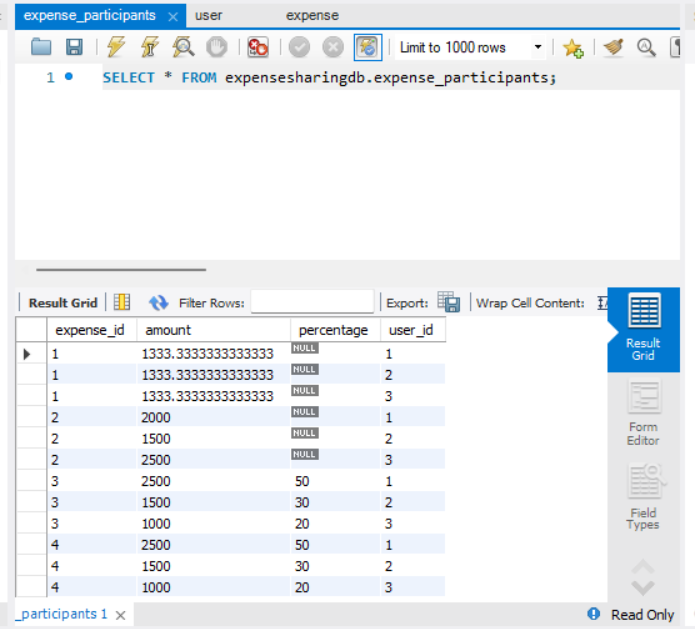 expense_participants × user expense
Limit to 1000 rows
1 SELECT * FROM expensesharingdb.expense_participants;
Result Grid Filter Rows: Export: Wrap Cell Content:
expense_id amount percentage user_id
1 1333.3333333333333 NULL 1
1 1333.3333333333333 NULL 2
1 1333.3333333333333 NULL 3
2 2000 NULL 1
2 1500 NULL 2
2 2500 NULL 3
3 2500 50 1
3 1500 30 2
3 1000 20 3
4 2500 50 1
4 1500 30 2
4 1000 20 3
Result
Grid
Form
Editor
Field
Types
_participants 1 ×
Read Only